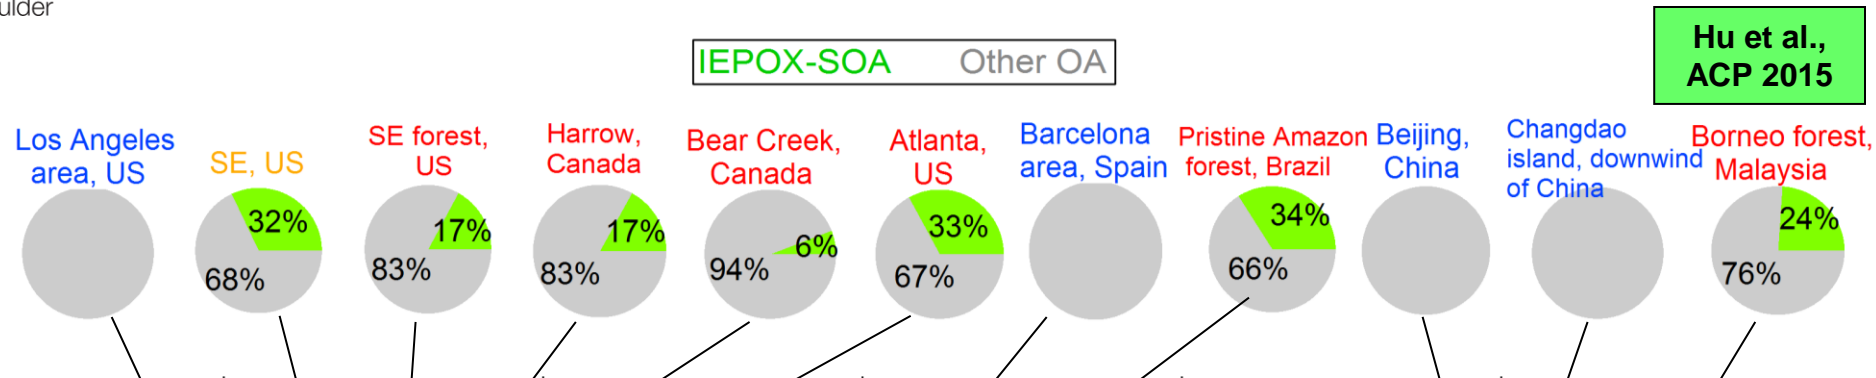 ulder
IEPOX-SOA Other OA
Hu et al.,
ACP 2015
Los Angeles
area, US
SE, US
32%
68%
SE forest,
US
17%
83%
Harrow,
Canada
17%
83%
Bear Creek,
Canada
6%
94%
Atlanta,
US
33%
67%
Barcelona
area, Spain
Pristine Amazon
forest, Brazil
34%
66%
Beijing,
China
Changdao
island, downwind
of China
Borneo forest,
Malaysia
24%
76%